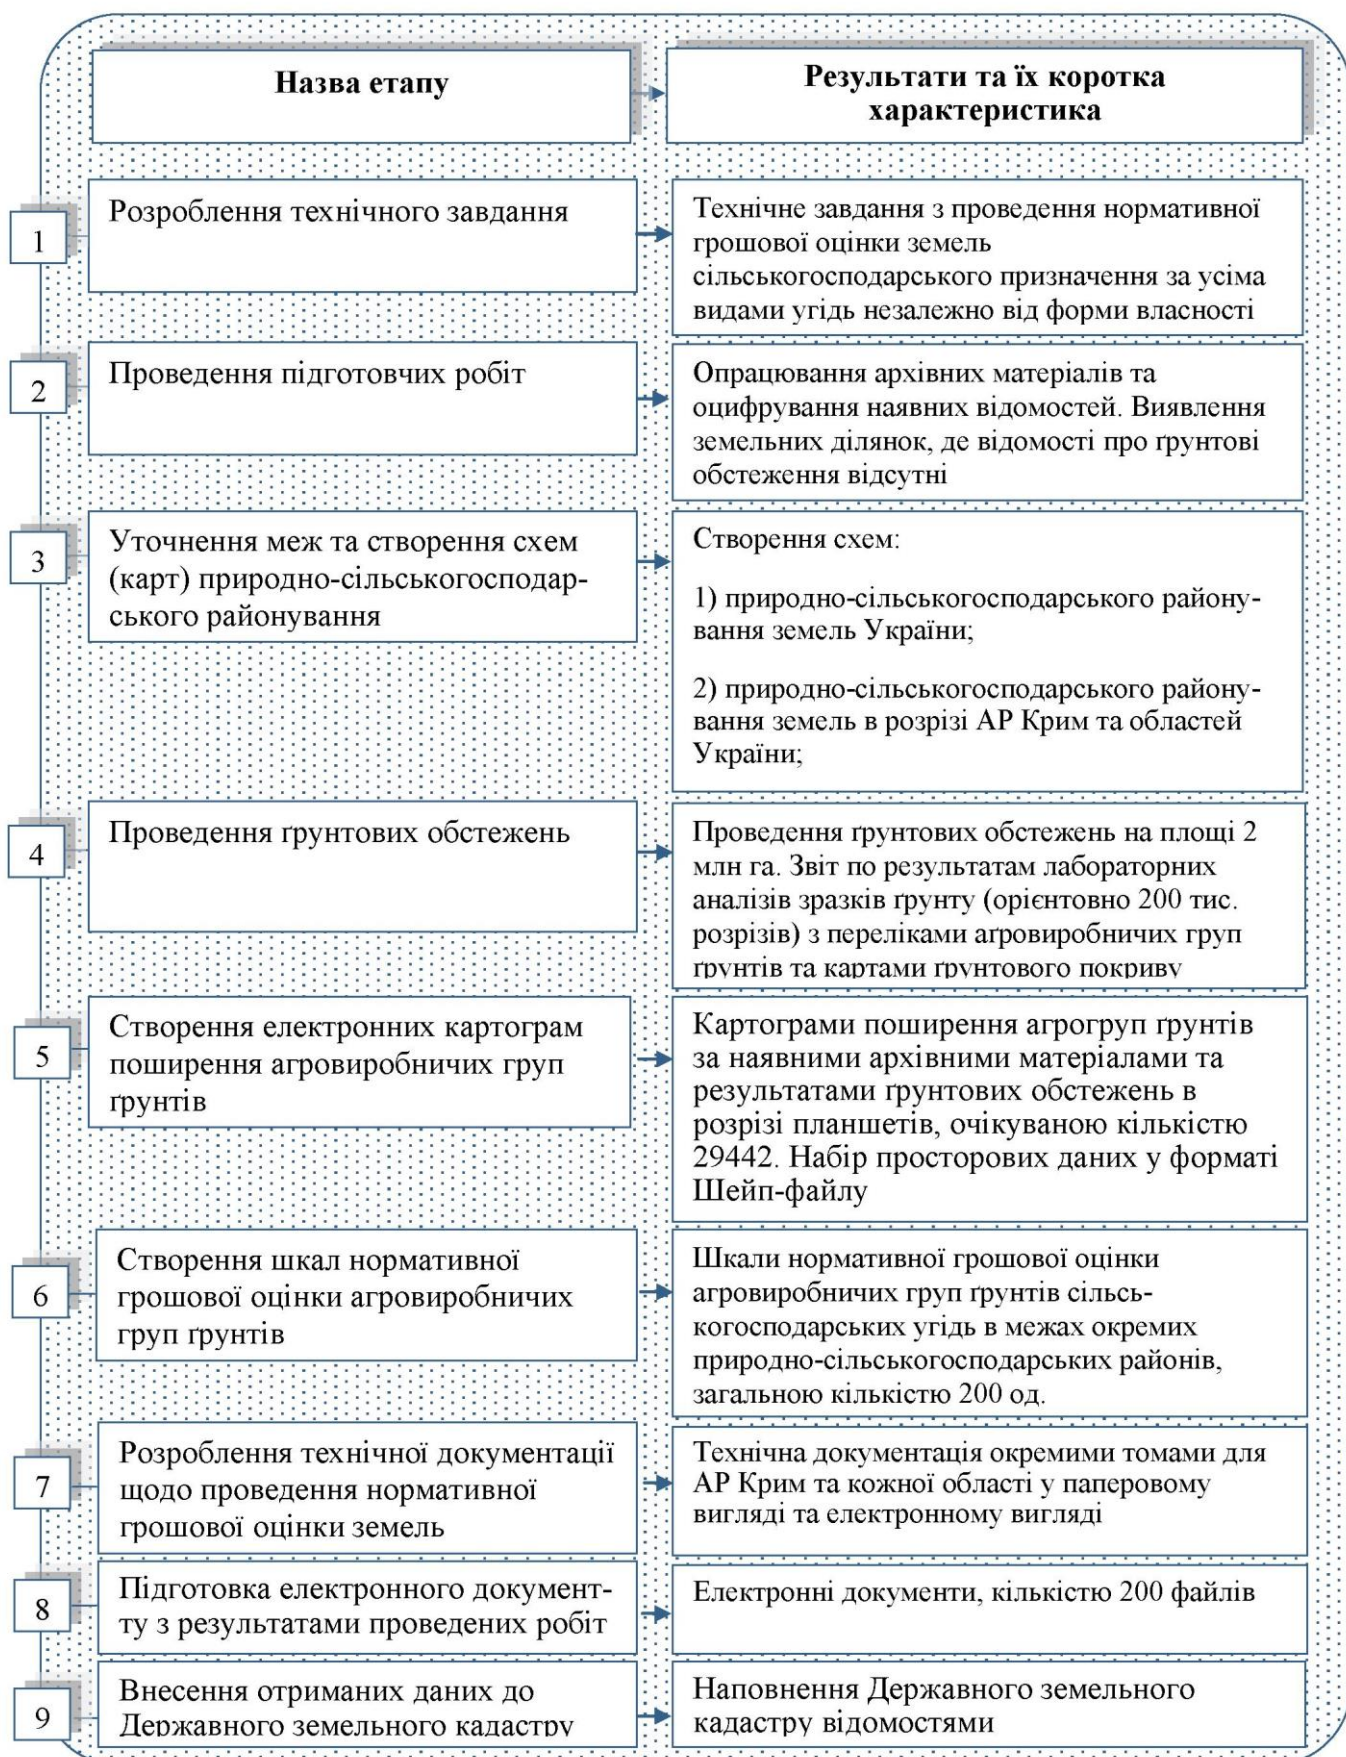 Назва етапу
Результати та їх коротка
характеристика
1
Розроблення технічного завдання
Технічне завдання з проведення нормативної
грошової оцінки земель
сільськогосподарського призначення за усіма
видами угідь незалежно від форми власності
2
Проведення підготовчих робіт
Опрацювання архівних матеріалів та
оцифрування наявних відомостей. Виявлення
земельних ділянок, де відомості про ґрунтові
обстеження відсутні
3
Уточнення меж та створення схем
(карт) природно-сільськогосподар-
ського районування
Створення схем:
1) природно-сільськогосподарського району-
вання земель України;
2) природно-сільськогосподарського району-
вання земель в розрізі АР Крим та областей
України;
4
Проведення ґрунтових обстежень
Проведення ґрунтових обстежень на площі 2
млн га. Звіт по результатам лабораторних
аналізів зразків ґрунту (орієнтовно 200 тис.
розрізів) з переліками аґровиробничих груп
ґрунтів та картами ґрунтового покриву
5
Створення електронних картограм
поширення агровиробничих груп
ґрунтів
Картограми поширення агрогруп ґрунтів
за наявними архівними матеріалами та
результатами ґрунтових обстежень в
розрізі планшетів, очікуваною кількістю
29442. Набір просторових даних у форматі
Шейп-файлу
6
Створення шкал нормативної
грошової оцінки агровиробничих
груп ґрунтів
Шкали нормативної грошової оцінки
агровиробничих груп ґрунтів сільсь-
когосподарських угідь в межах окремих
природно-сільськогосподарських районів,
загальною кількістю 200 од.
7
Розроблення технічної документації
щодо проведення нормативної
грошової оцінки земель
Технічна документація окремими томами для
АР Крим та кожної області у паперовому
вигляді та електронному вигляді
8
Підготовка електронного документ-
ту з результатами проведених робіт
Електронні документи, кількістю 200 файлів
9
Внесення отриманих даних до
Державного земельного кадастру
Наповнення Державного земельного
кадастру відомостями